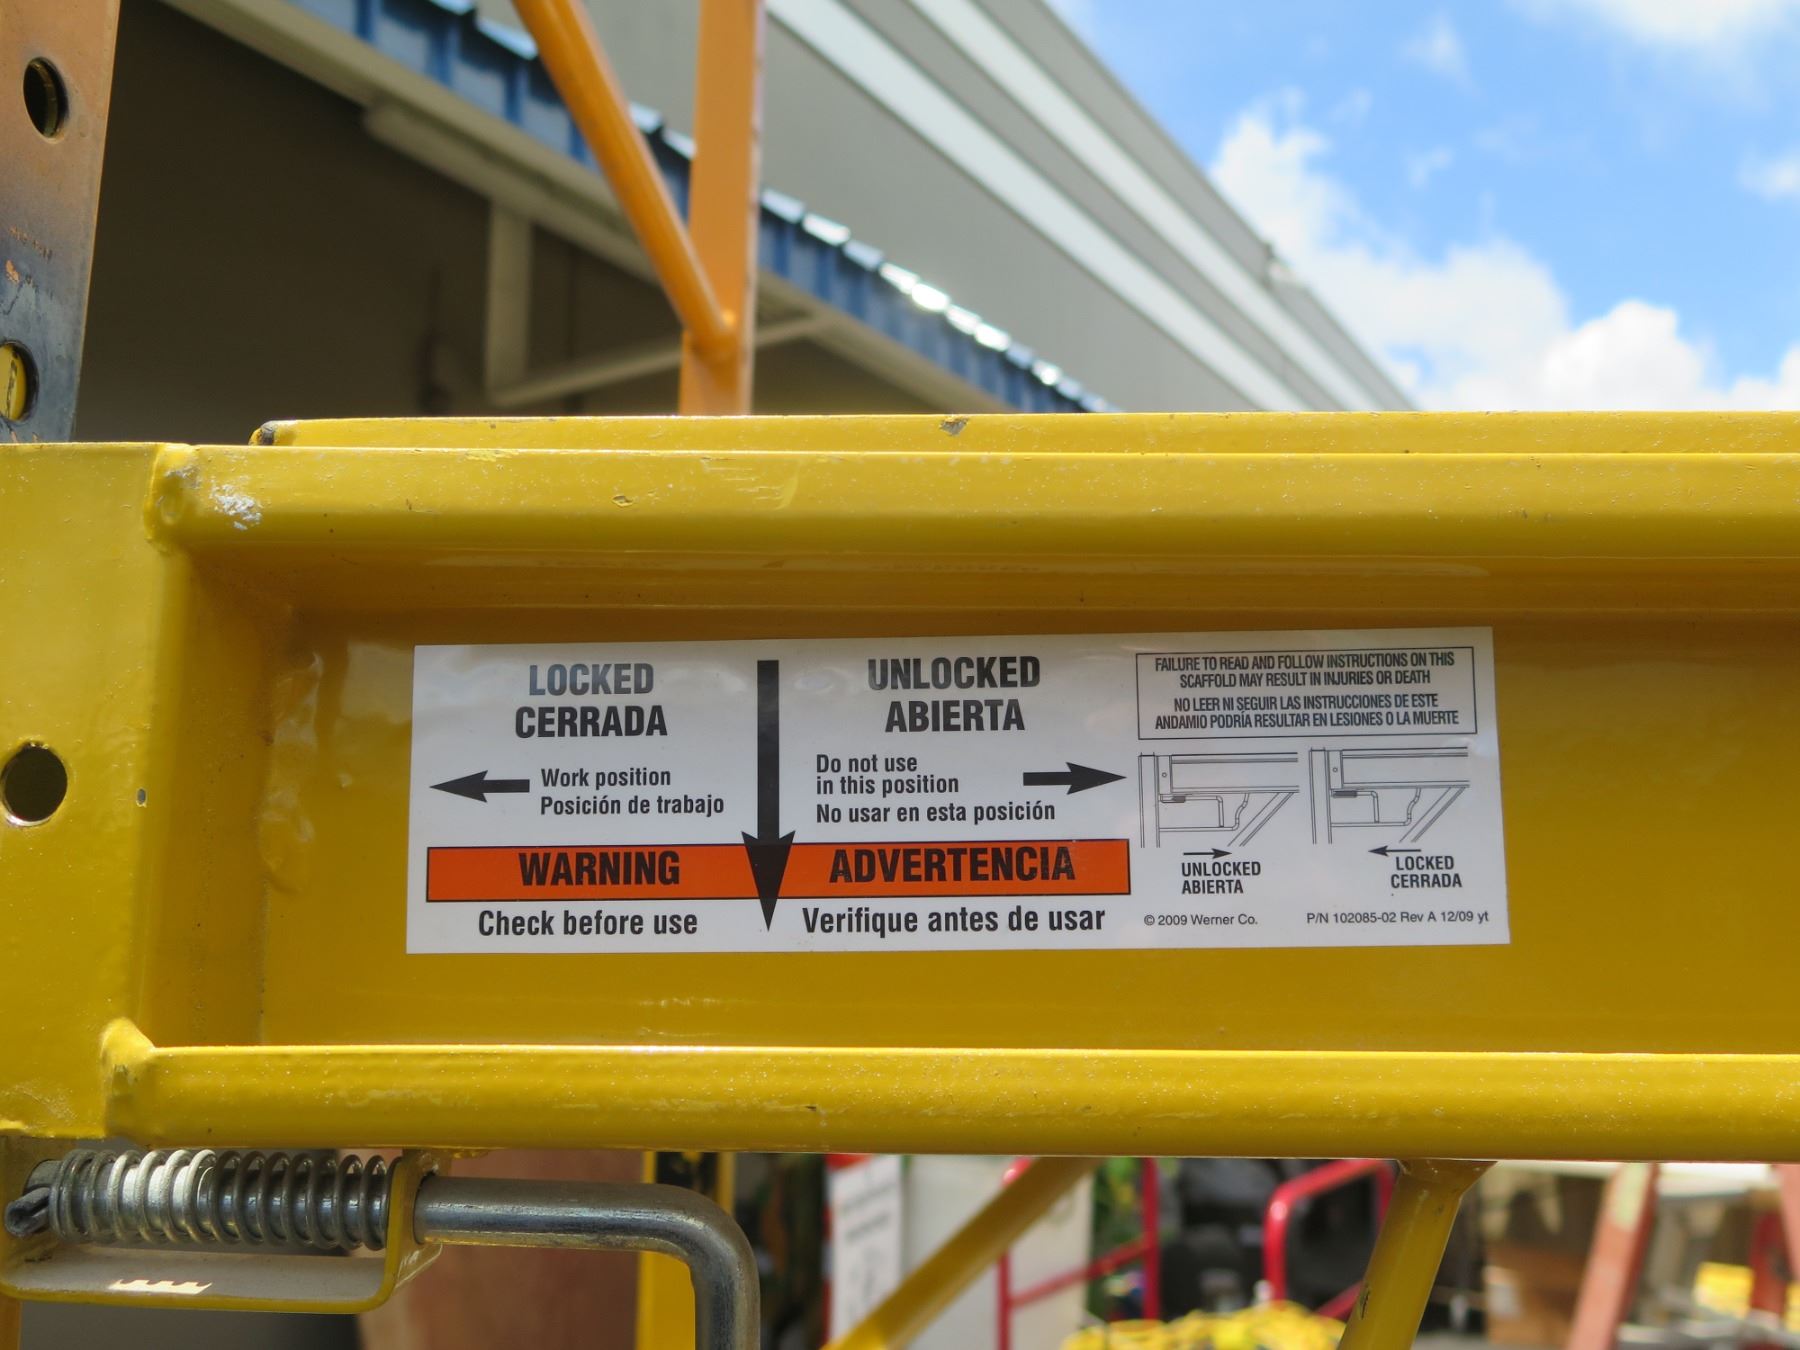 LOCKED
CERRADA
Work position
Posición de trabajo
UNLOCKED
ABIERTA
Do not use
in this position
No usar en esta posición
WARNING
ADVERTENCIA
Check before use
Verifique antes de usar
FAILURE TO READ AND FOLLOW INSTRUCTIONS ON THIS
SCAFFOLD MAY RESULT IN INJURIES OR DEATH
NO LEER NI SEGUIR LAS INSTRUCCIONES DE ESTE
ANDAMIO PODRÍA RESULTAR EN LESIONES O LA MUERTE
UNLOCKED
ABIERTA
LOCKED
CERRADA
© 2009 Werner Co.
P/N 102085-02 Rev A 12/09 yt